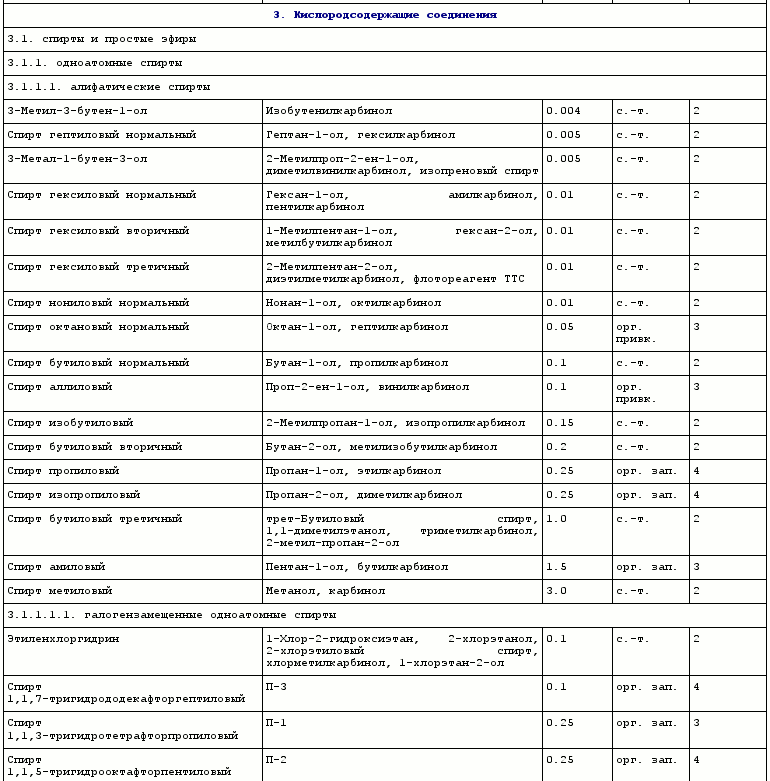 3. Кислородсодержащие соединения
3.1. спирты и простые эфиры
3.1.1. одноатомные спирты
3.1.1.1. алифатические спирты
3-Метил-3-бутен-1-ол Изобутенилкарбинол 0.004 с.-т. 2
Спирт гептиловый нормальный Гептан-1-ол, гексилкарбинол 0.005 с.-т. 2
3-Метал-1-бутен-3-ол 2-Метилпроп-2-ен-1-ол, 0.005 с.-т. 2
диметилвинилкарбинол, изопреновый спирт
Спирт гексиловый нормальный Гексан-1-ол, амилкарбинол, 0.01 с.-т. 2
пентилкарбинол
Спирт гексиловый вторичный 1-Метилпентан-1-ол, гексан-2-ол, 0.01 с.-т. 2
метилбутилкарбинол
Спирт гексиловый третичный 2-Метилпентан-2-ол, 0.01 с.-т. 2
диэтилметилкарбинол, флотореагент ТТС
Спирт нониловый нормальный Нонан-1-ол, октилкарбинол 0.01 с.-т. 2
Спирт октановый нормальный Октан-1-ол, гептилкарбинол 0.05 орг. 3
привк.
Спирт бутиловый нормальный Бутан-1-ол, пропилкарбинол 0.1 с.-т. 2
Спирт аллиловый Проп-2-ен-1-ол, винилкарбинол 0.1 орг. 3
привк.
Спирт изобутиловый 2-Метилпропан-1-ол, изопропилкарбинол 0.15 с.-т. 2
Спирт бутиловый вторичный Бутан-2-ол, метилизобутилкарбинол 0.2 с.-т. 2
Спирт пропиловый Пропан-1-ол, этилкарбинол 0.25 орг. зап. 4
Спирт изопропиловый Пропан-2-ол, диметилкарбинол 0.25 орг. зап. 4
Спирт бутиловый третичный трет-Бутиловый спирт, 1.0 с.-т. 2
1,1-диметилэтанол, триметилкарбинол,
2-метил-пропан-2-ол
Спирт амиловый Пентан-1-ол, бутилкарбинол 1.5 орг. зап. 3
Спирт метиловый Метанол, карбинол 3.0 с.-т. 2
3.1.1.1.1. галогензамещенные одноатомные спирты
Этиленхлоргидрин 1-Хлор-2-гидроксиэтан, 2-хлорэтанол, 0.1 с.-т. 2
2-хлорэтиловый спирт,
хлорметилкарбинол, 1-хлорэтан-2-ол
Спирт П-3 0.1 орг. зап. 4
1,1,7-тригидрододекафторгептиловый
Спирт П-1 0.25 орг. зап. 3
1,1,3-тригидротетрафторпропиловый
Спирт П-2 0.25 орг. зап. 4
1,1,5-тригидрооктафторпентиловый